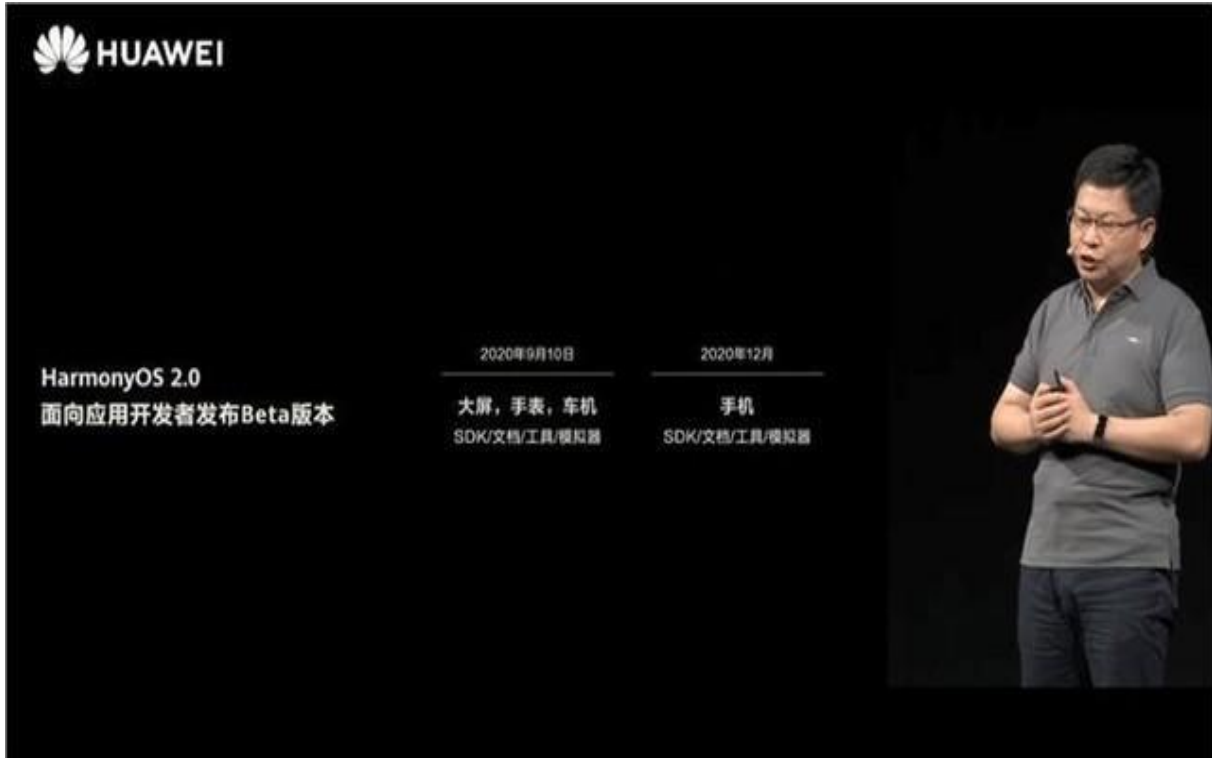 HUAWEI
HarmonyOS 2.0
面向应用开发者发布Beta版本
2020年9月10日
大屏，手表，车机
SDK/文档/工具/模拟器
2020年12月
手机
SDK/文档/工具/模拟器